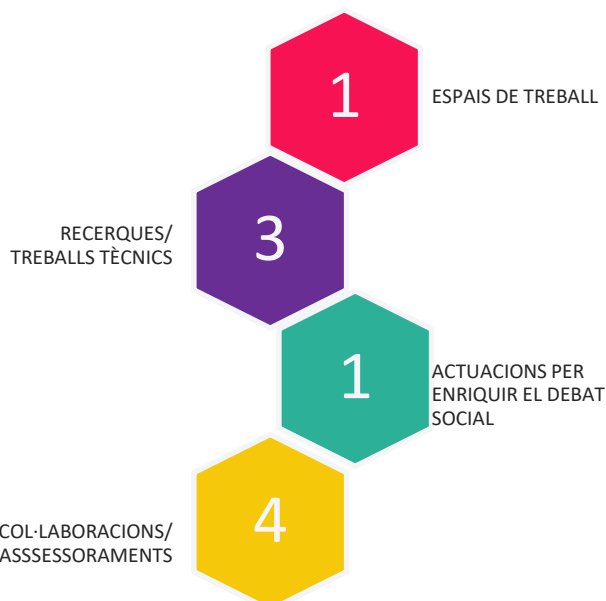 1
ESPAIS DE TREBALL
RECERQUES/
TREBALLS TÈCNICS
3
1
ACTUACIONS PER
ENRIQUIR EL DEBAT
SOCIAL
COL·LABORACIONS/
ASSSESSORAMENTS
4